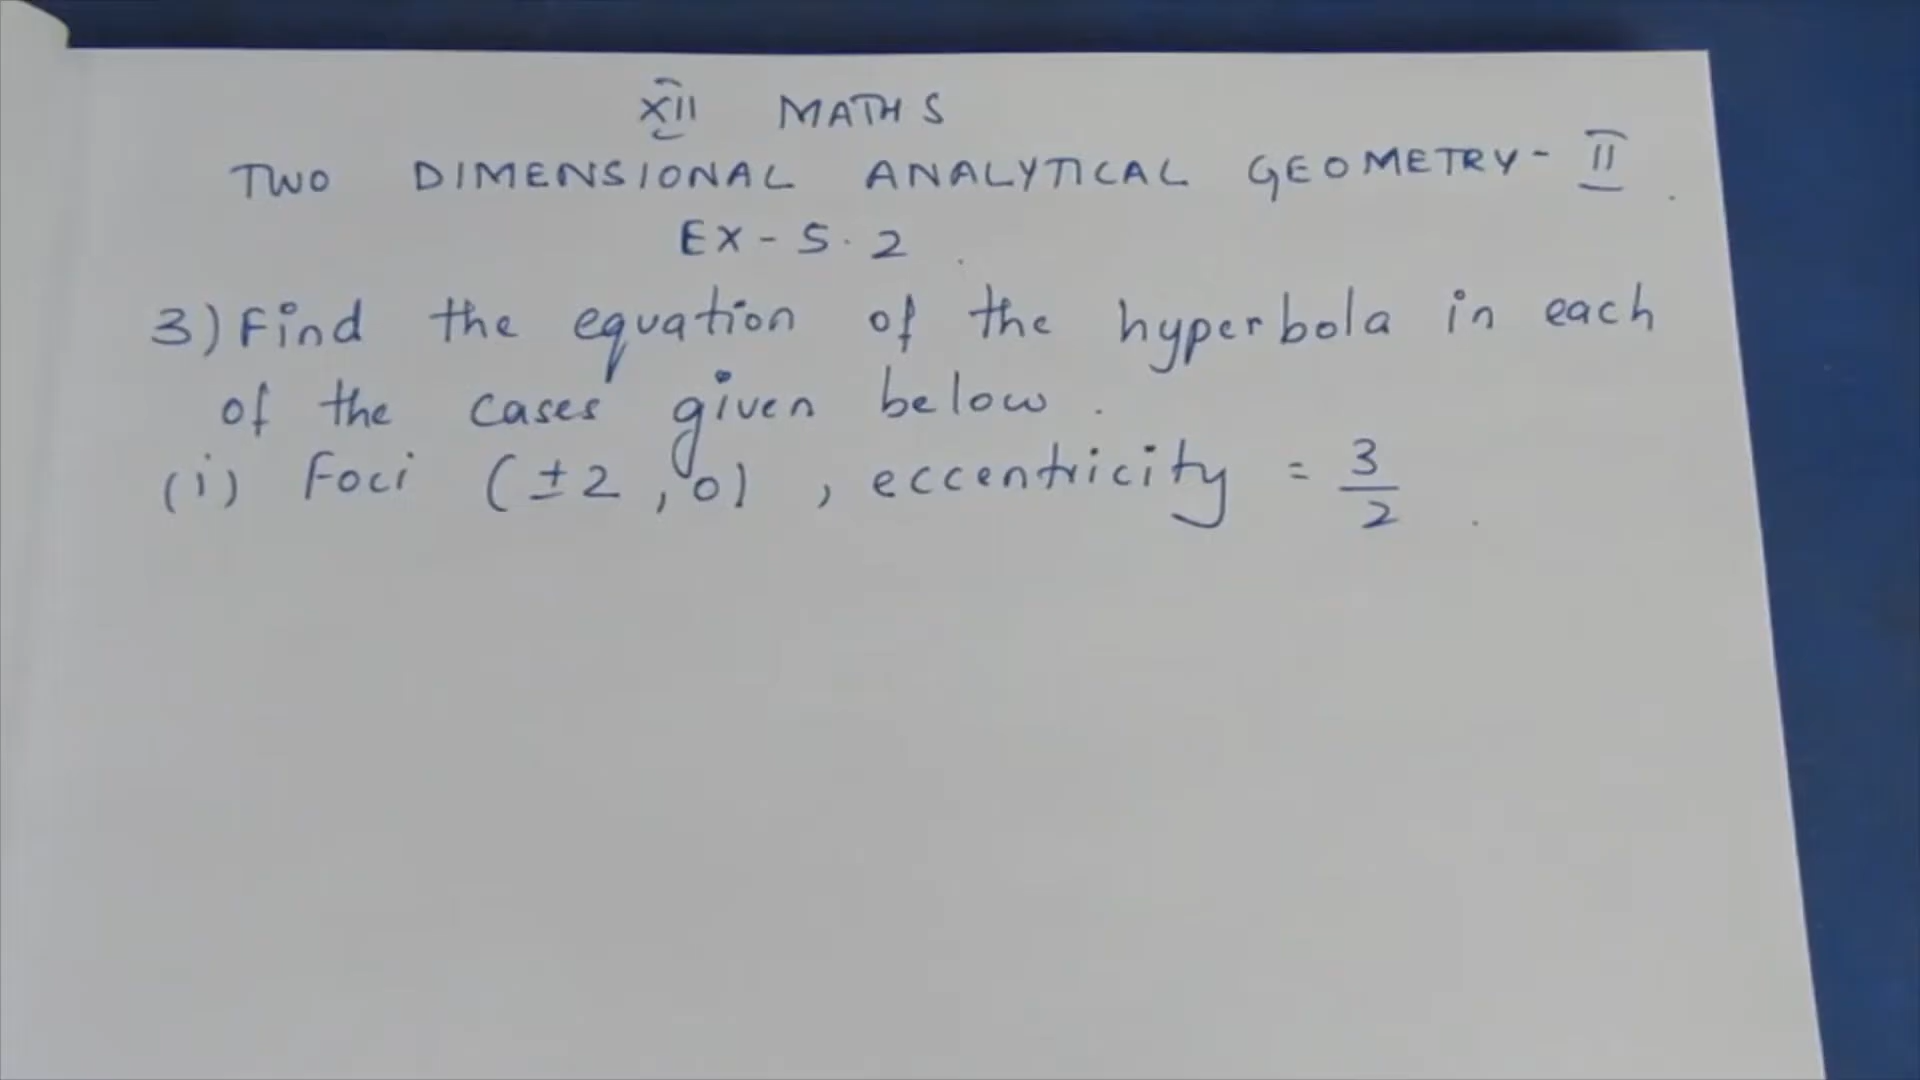 XII MATHS
TWO DIMENSIONAL ANALYTICAL GEOMETRY - II
EX - 5.2
3) Find the equation of the hyperbola in each
of the cases given below.
(i) Foci (±2, 0), eccentricity = 3/2